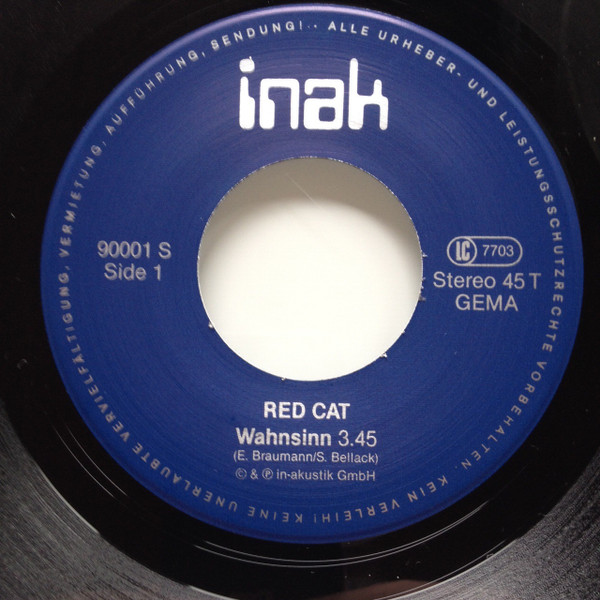 KEINE UNERLAUBTE VERVIELFÄLTIGUNG, VERMIETUNG, AUFFÜHRUNG, SENDUNG! · ALLE URHEBER- UND LEISTUNGSSCHUTZRECHTE VORBEHALTEN. KEIN VERLEIH!
inak
90001 S
Side 1
LC 7703
Stereo 45 T
GEMA
RED CAT
Wahnsinn 3.45
(E. Braumann/S. Bellack)
© & ℗ in-akustik GmbH